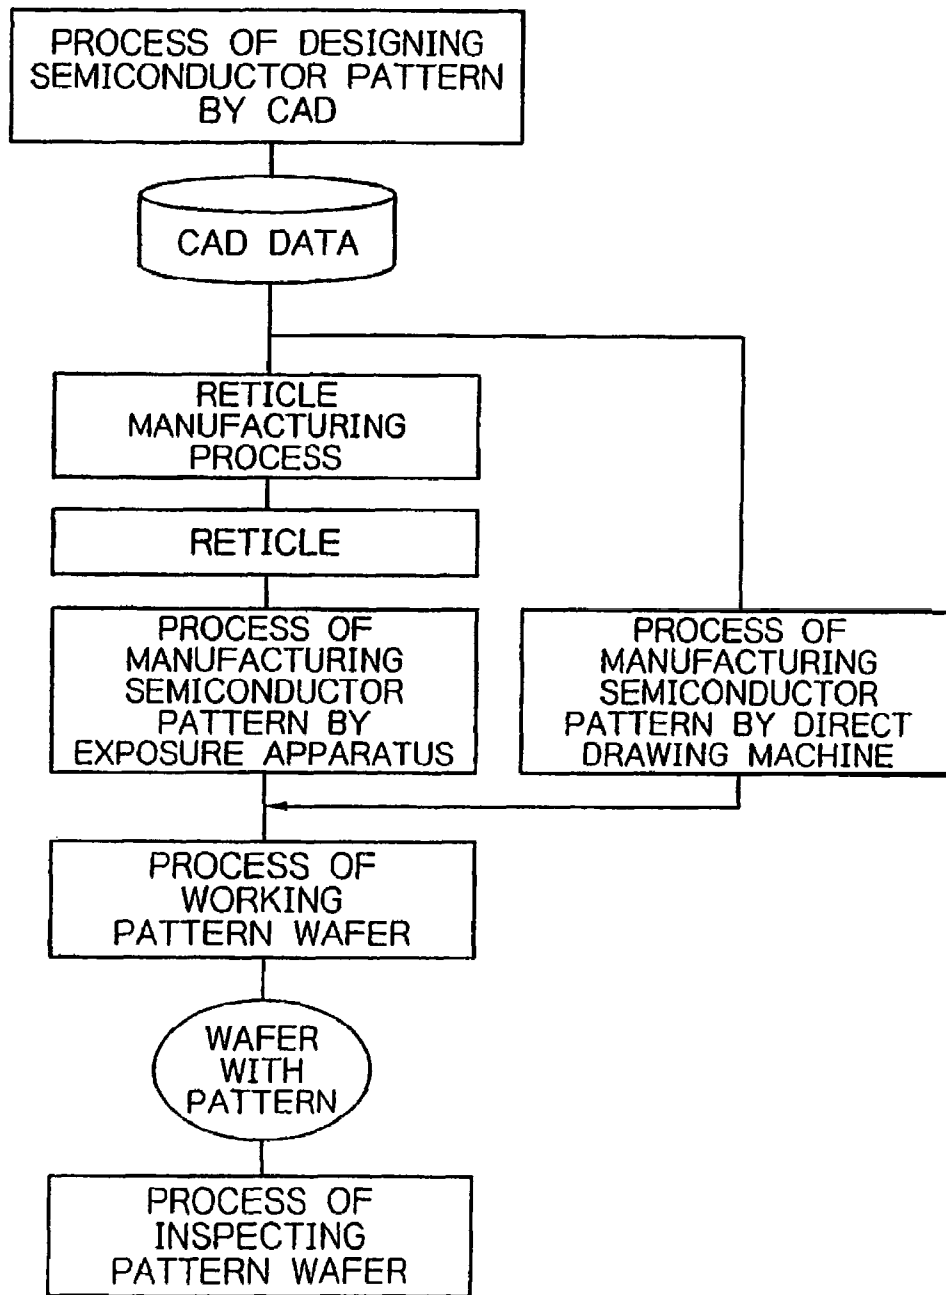 PROCESS OF DESIGNING
SEMICONDUCTOR PATTERN
BY CAD
CAD DATA
RETICLE
MANUFACTURING
PROCESS
RETICLE
PROCESS OF
MANUFACTURING
SEMICONDUCTOR
PATTERN BY
EXPOSURE APPARATUS
PROCESS OF
MANUFACTURING
SEMICONDUCTOR
PATTERN BY DIRECT
DRAWING MACHINE
PROCESS OF
WORKING
PATTERN WAFER
WAFER
WITH
PATTERN
PROCESS OF
INSPECTING
PATTERN WAFER